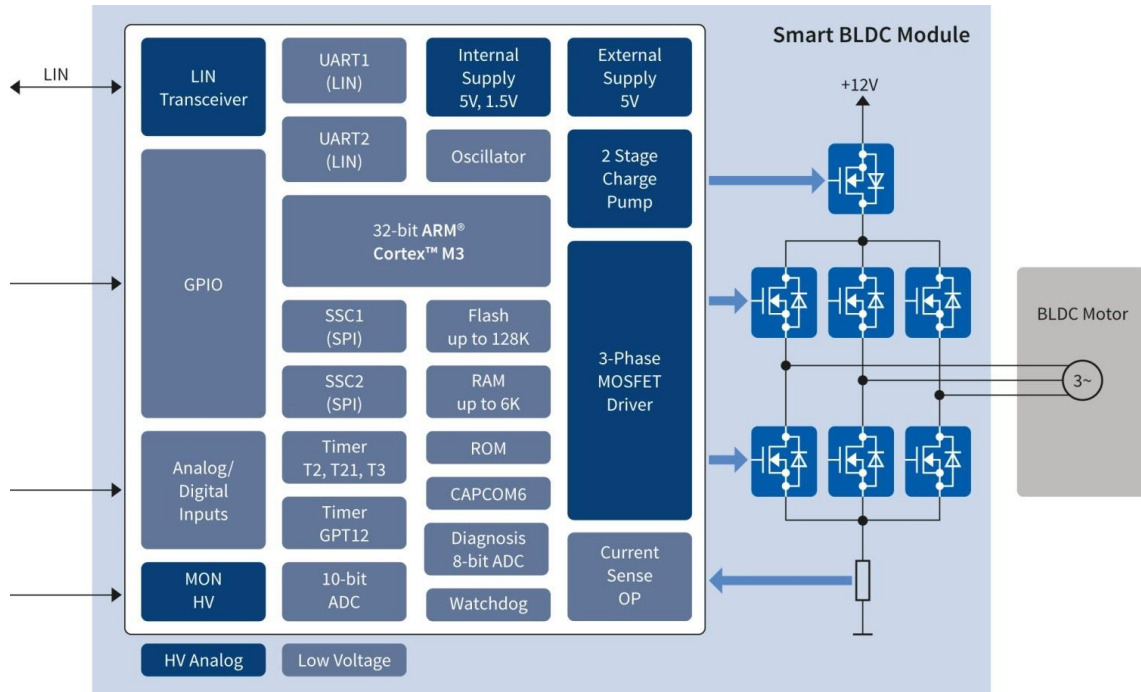 Smart BLDC Module
LIN
LIN
Transceiver
UART1
(LIN)
Internal
Supply
5V, 1.5V
External
Supply
5V
+12V
UART2
(LIN)
Oscillator
2 Stage
Charge
Pump
GPIO
32-bit ARM®
Cortex™ M3
SSC1
(SPI)
Flash
up to 128K
3-Phase
MOSFET
Driver
BLDC Motor
3~
SSC2
(SPI)
RAM
up to 6K
Analog/
Digital
Inputs
Timer
T2, T21, T3
ROM
CAPCOM6
Timer
GPT12
Diagnosis
8-bit ADC
Current
Sense
OP
MON
HV
10-bit
ADC
Watchdog
HV Analog
Low Voltage